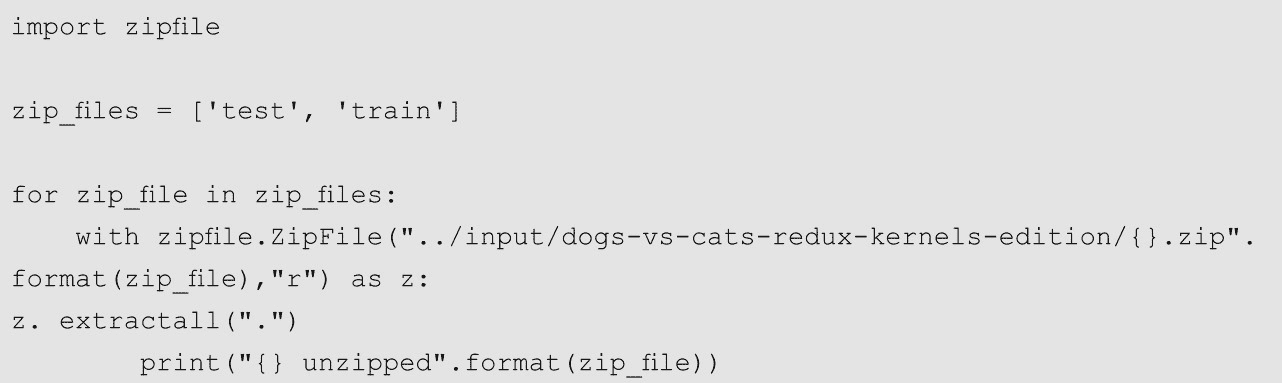 import zipfile

zip_files = ['test', 'train']

for zip_file in zip_files:
    with zipfile.ZipFile("../input/dogs-vs-cats-redux-kernels-edition/{}.zip".
format(zip_file),"r") as z:
z. extractall(".")
        print("{} unzipped".format(zip_file))